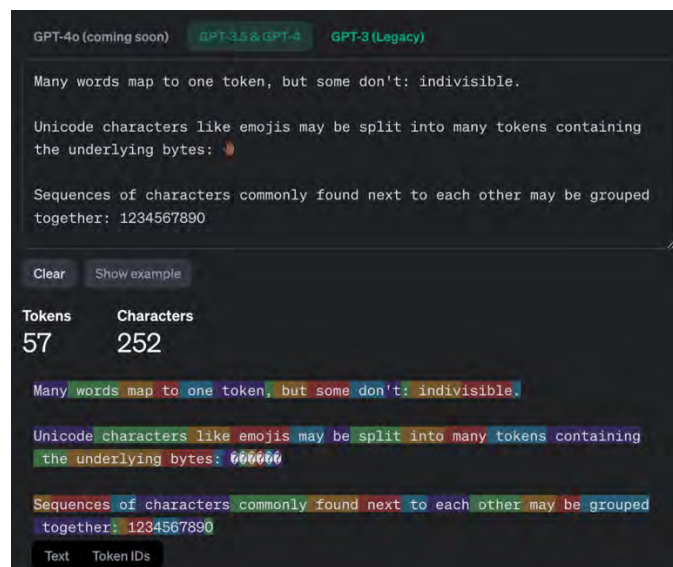 GPT-4o (coming soon) GPT-3.5 & GPT-4 GPT-3 (Legacy)
Many words map to one token, but some don't: indivisible.
Unicode characters like emojis may be split into many tokens containing
the underlying bytes: 🤚🏾
Sequences of characters commonly found next to each other may be grouped
together: 1234567890
Clear Show example
Tokens Characters
57 252
Many words map to one token, but some don't: indivisible.
Unicode characters like emojis may be split into many tokens containing
the underlying bytes: ������
Sequences of characters commonly found next to each other may be grouped
together: 1234567890
Text Token IDs